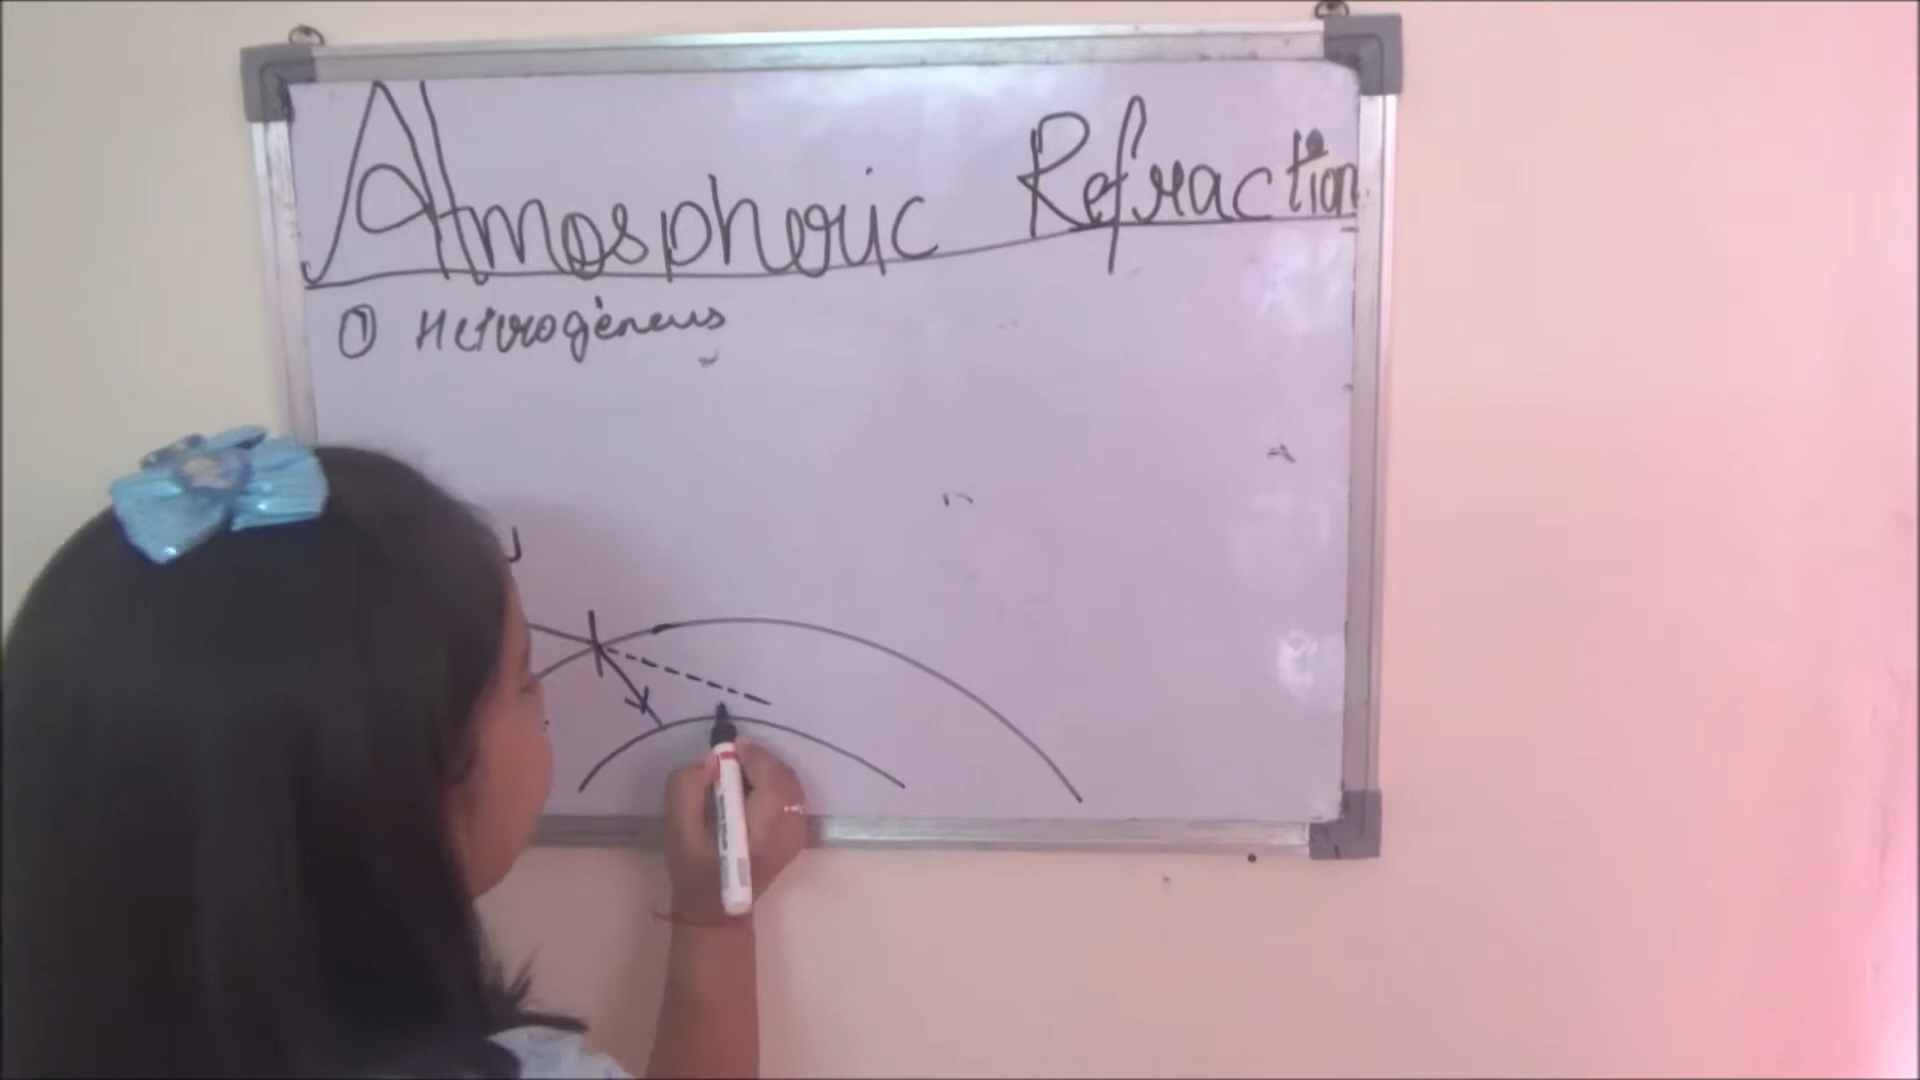 Atmospheric Refraction
① Hetrogeneus